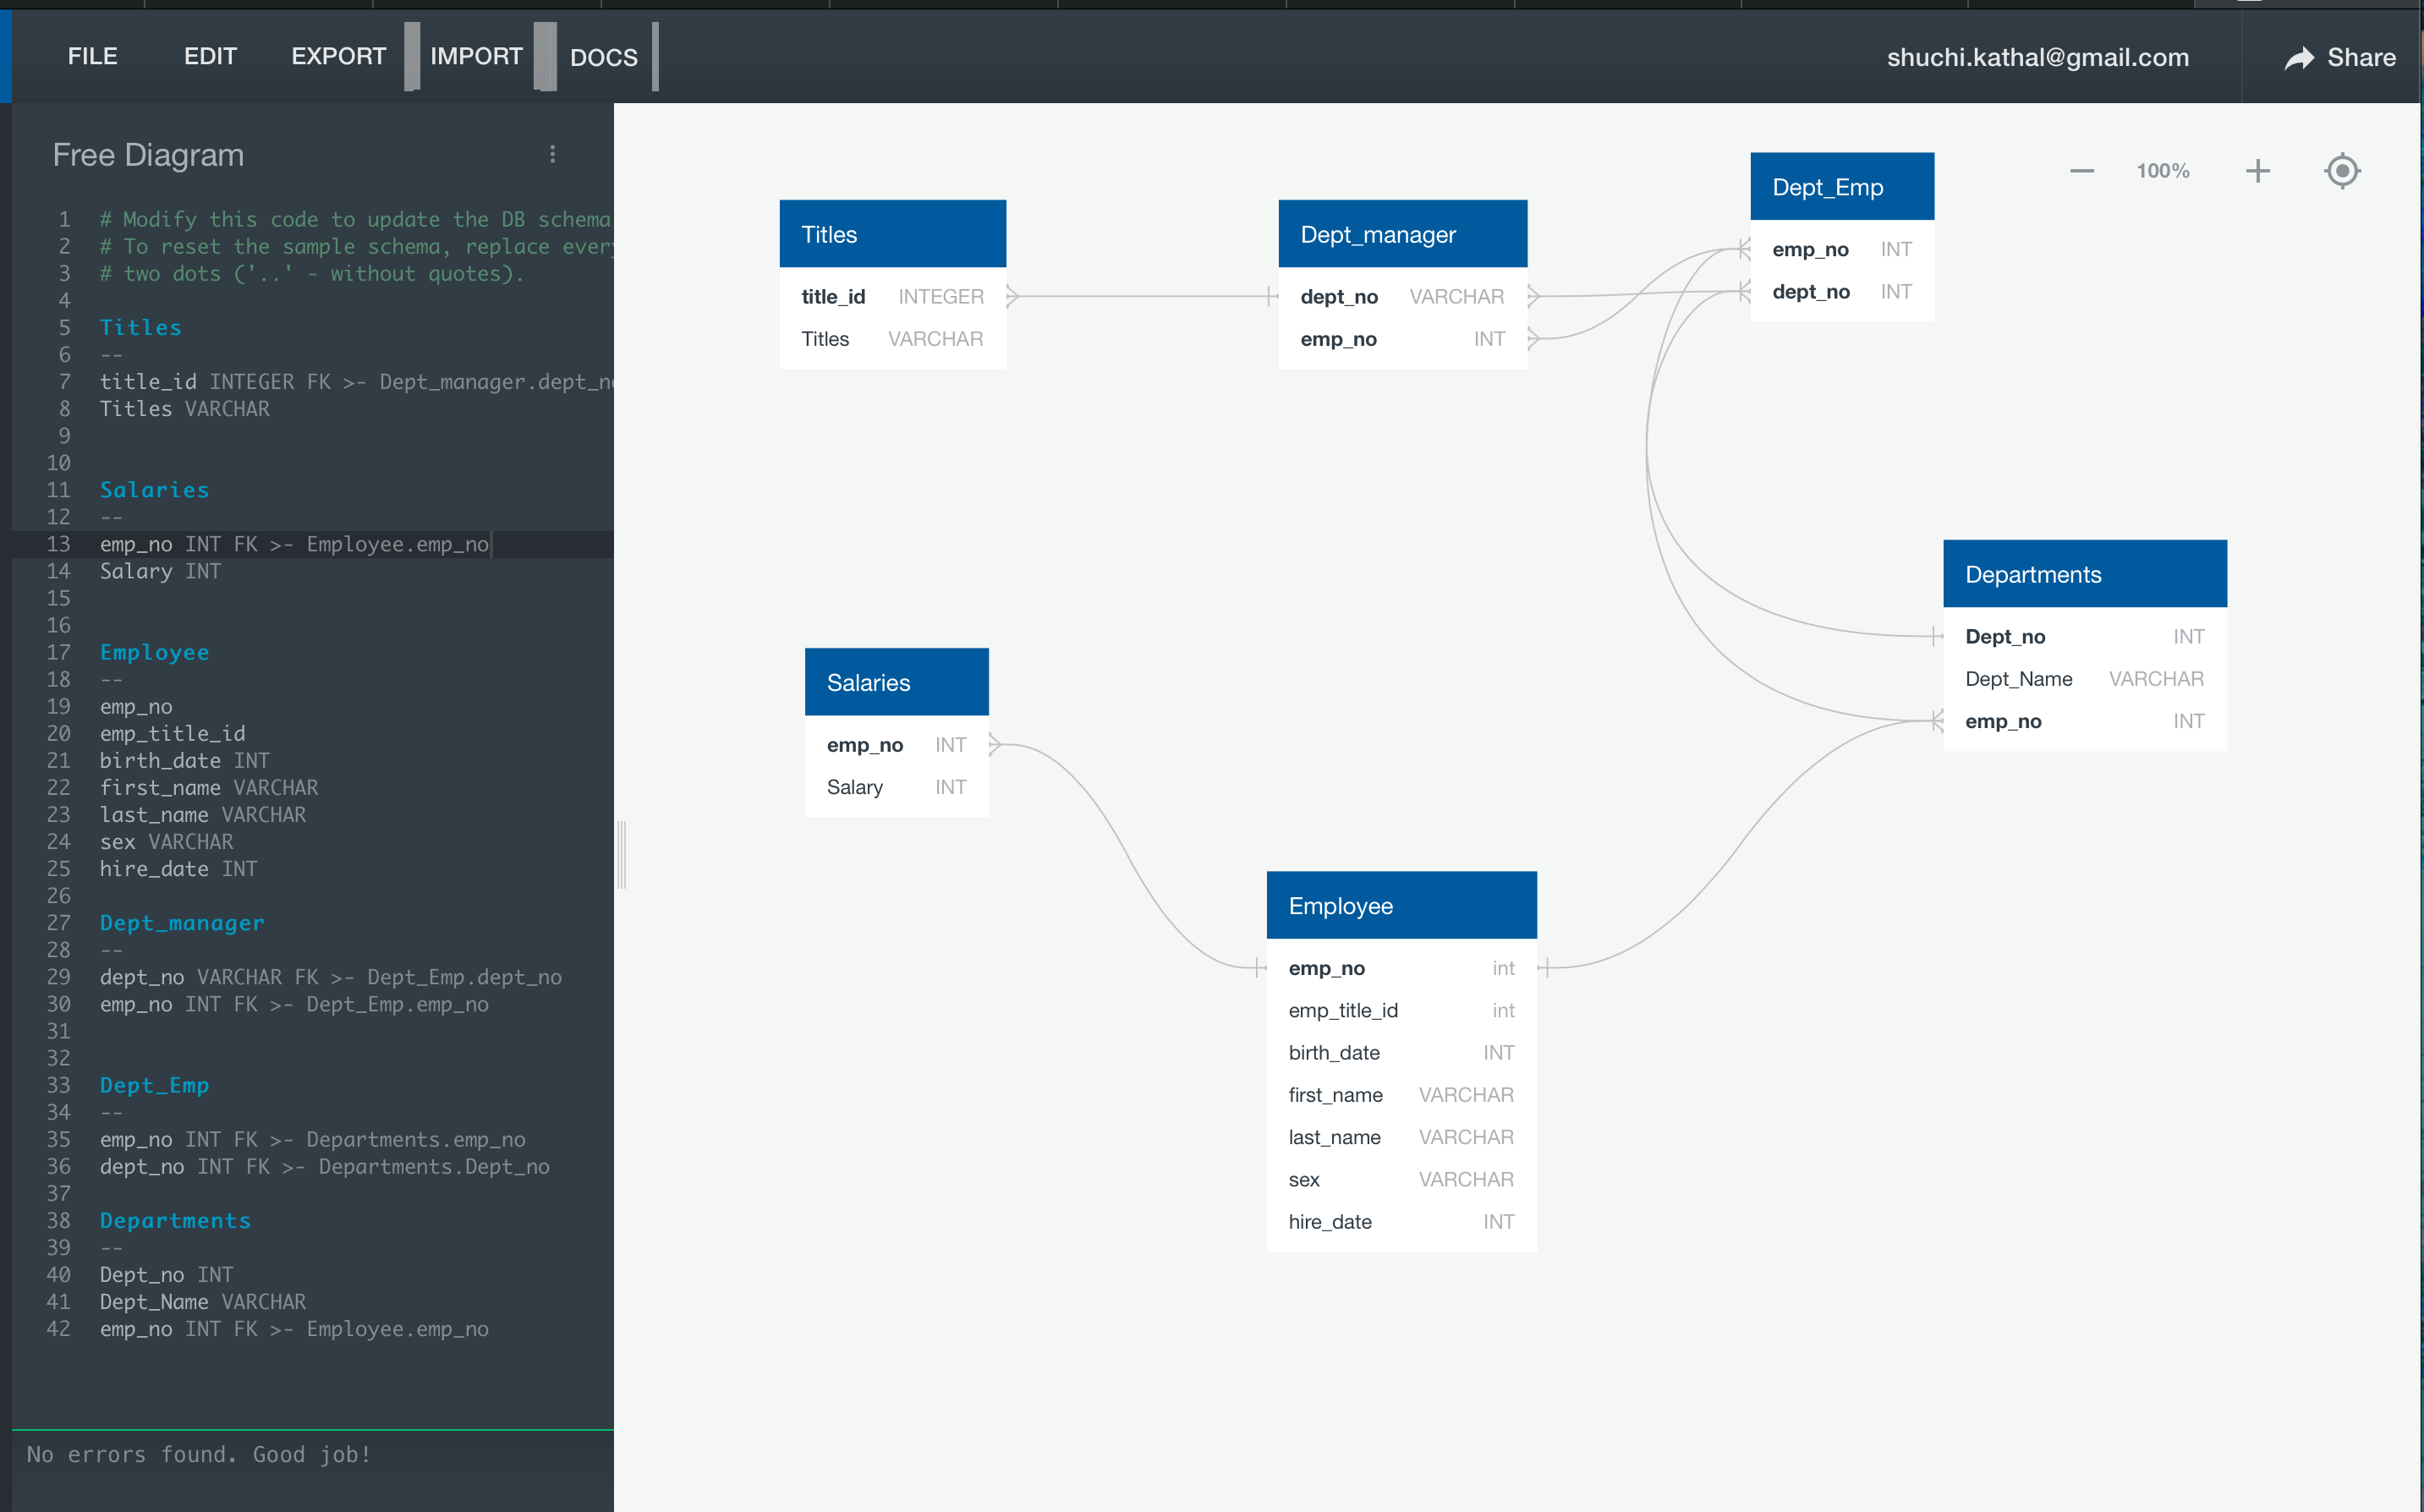 FILE EDIT EXPORT IMPORT DOCS shuchi.kathal@gmail.com Share
Free Diagram
1 # Modify this code to update the DB schema
2 # To reset the sample schema, replace
3 # two dots ('..' - without quotes).
4
5 Titles
6 --
7 title_id INTEGER FK >- Dept_manager.dept_no
8 Titles VARCHAR
9
10
11 Salaries
12 --
13 emp_no INT FK >- Employee.emp_no
14 Salary INT
15
16
17 Employee
18 --
19 emp_no
20 emp_title_id
21 birth_date INT
22 first_name VARCHAR
23 last_name VARCHAR
24 sex VARCHAR
25 hire_date INT
26
27 Dept_manager
28 --
29 dept_no VARCHAR FK >- Dept_Emp.dept_no
30 emp_no INT FK >- Dept_Emp.emp_no
31
32
33 Dept_Emp
34 --
35 emp_no INT FK >- Departments.emp_no
36 dept_no INT FK >- Departments.Dept_no
37
38 Departments
39 --
40 Dept_no INT
41 Dept_Name VARCHAR
42 emp_no INT FK >- Employee.emp_no
No errors found. Good job!
100%
Titles
title_id INTEGER
Titles VARCHAR
Dept_manager
dept_no VARCHAR
emp_no INT
Dept_Emp
emp_no INT
dept_no INT
Departments
Dept_no INT
Dept_Name VARCHAR
emp_no INT
Salaries
emp_no INT
Salary INT
Employee
emp_no int
emp_title_id int
birth_date INT
first_name VARCHAR
last_name VARCHAR
sex VARCHAR
hire_date INT